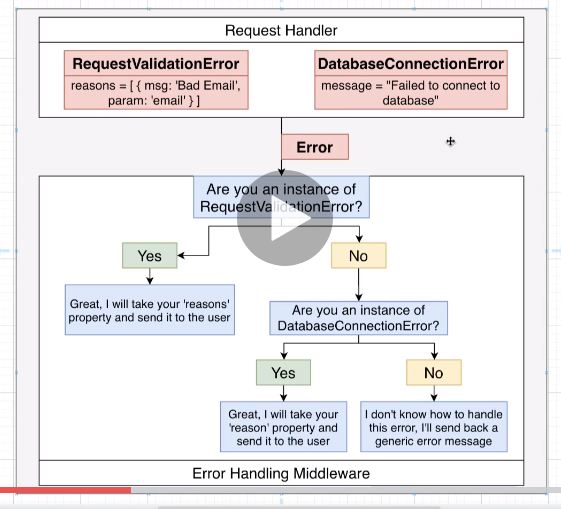 Request Handler
RequestValidationError
reasons = [ { msg: 'Bad Email',
param: 'email' } ]
DatabaseConnectionError
message = "Failed to connect to
database"
Error
Are you an instance of
RequestValidationError?
Yes
No
Great, I will take your 'reasons'
property and send it to the user
Are you an instance of
DatabaseConnectionError?
Yes
No
Great, I will take your
'reason' property and
send it to the user
I don't know how to handle
this error, I'll send back a
generic error message
Error Handling Middleware